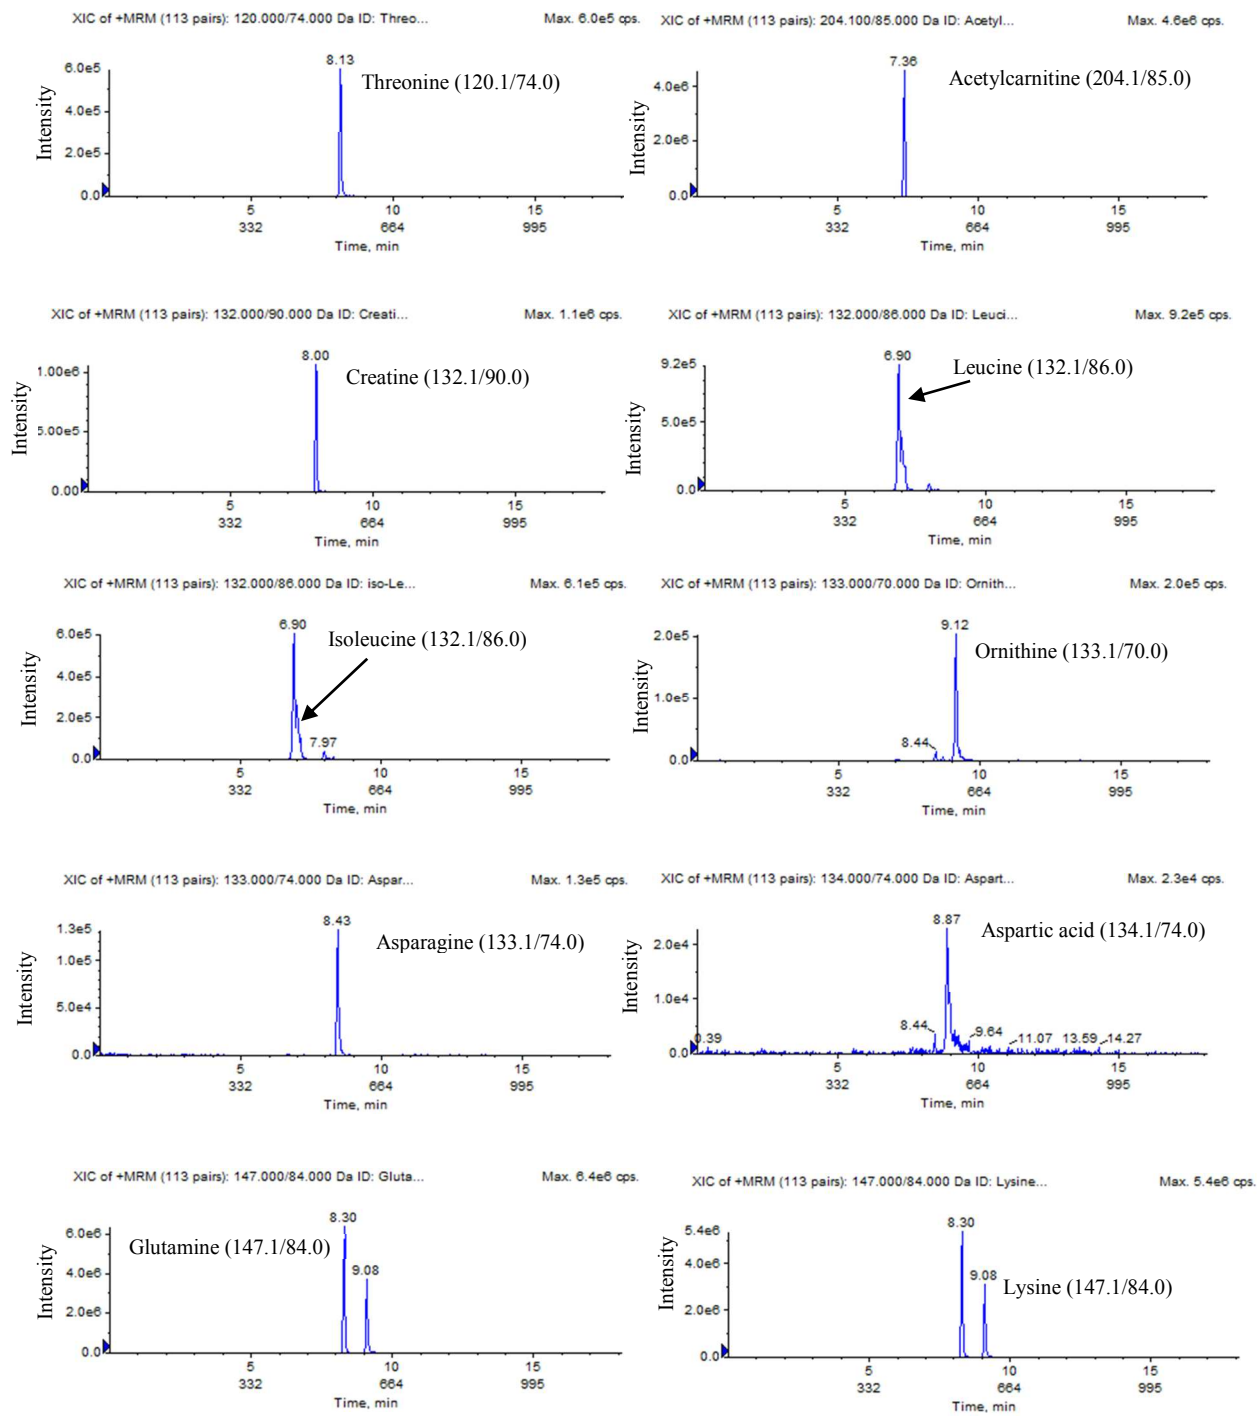 XIC of +MRM (113 pairs): 120.000/74.000 Da ID: Threo... Max. 6.0e5 cps.
8.13
Threonine (120.1/74.0)
Intensity
6.0e5
4.0e5
2.0e5
0.0
5 10 15
332 664 995
Time, min
XIC of +MRM (113 pairs): 204.100/85.000 Da ID: Acetyl... Max. 4.6e6 cps.
7.36
Acetylcarnitine (204.1/85.0)
Intensity
4.0e6
2.0e6
0.0
5 10 15
332 664 995
Time, min
XIC of +MRM (113 pairs): 132.000/90.000 Da ID: Creati... Max. 1.1e6 cps.
8.00
Creatine (132.1/90.0)
Intensity
1.00e6
5.00e5
0.00
5 10 15
332 664 995
Time, min
XIC of +MRM (113 pairs): 132.000/86.000 Da ID: Leuci... Max. 9.2e5 cps.
6.90
Leucine (132.1/86.0)
Intensity
9.2e5
5.0e5
0.0
5 10 15
332 664 995
Time, min
XIC of +MRM (113 pairs): 132.000/86.000 Da ID: iso-Le... Max. 6.1e5 cps.
6.90
Isoleucine (132.1/86.0)
7.97
Intensity
6.0e5
4.0e5
2.0e5
0.0
5 10 15
332 664 995
Time, min
XIC of +MRM (113 pairs): 133.000/70.000 Da ID: Ornith... Max. 2.0e5 cps.
9.12
Ornithine (133.1/70.0)
8.44
Intensity
2.0e5
1.0e5
0.0
5 10 15
332 664 995
Time, min
XIC of +MRM (113 pairs): 133.000/74.000 Da ID: Aspar... Max. 1.3e5 cps.
8.43
Asparagine (133.1/74.0)
Intensity
1.3e5
1.0e5
5.0e4
0.0
5 10 15
332 664 995
Time, min
XIC of +MRM (113 pairs): 134.000/74.000 Da ID: Aspart... Max. 2.3e4 cps.
8.87
Aspartic acid (134.1/74.0)
Intensity
2.0e4
1.0e4
0.0
0.39 8.44 9.64 11.07 13.59 14.27
5 10 15
332 664 995
Time, min
XIC of +MRM (113 pairs): 147.000/84.000 Da ID: Gluta... Max. 6.4e6 cps.
8.30
Glutamine (147.1/84.0)
9.08
Intensity
6.0e6
4.0e6
2.0e6
0.0
5 10 15
332 664 995
Time, min
XIC of +MRM (113 pairs): 147.000/84.000 Da ID: Lysine... Max. 5.4e6 cps.
8.30
9.08
Lysine (147.1/84.0)
Intensity
5.4e6
4.0e6
2.0e6
0.0
5 10 15
332 664 995
Time, min